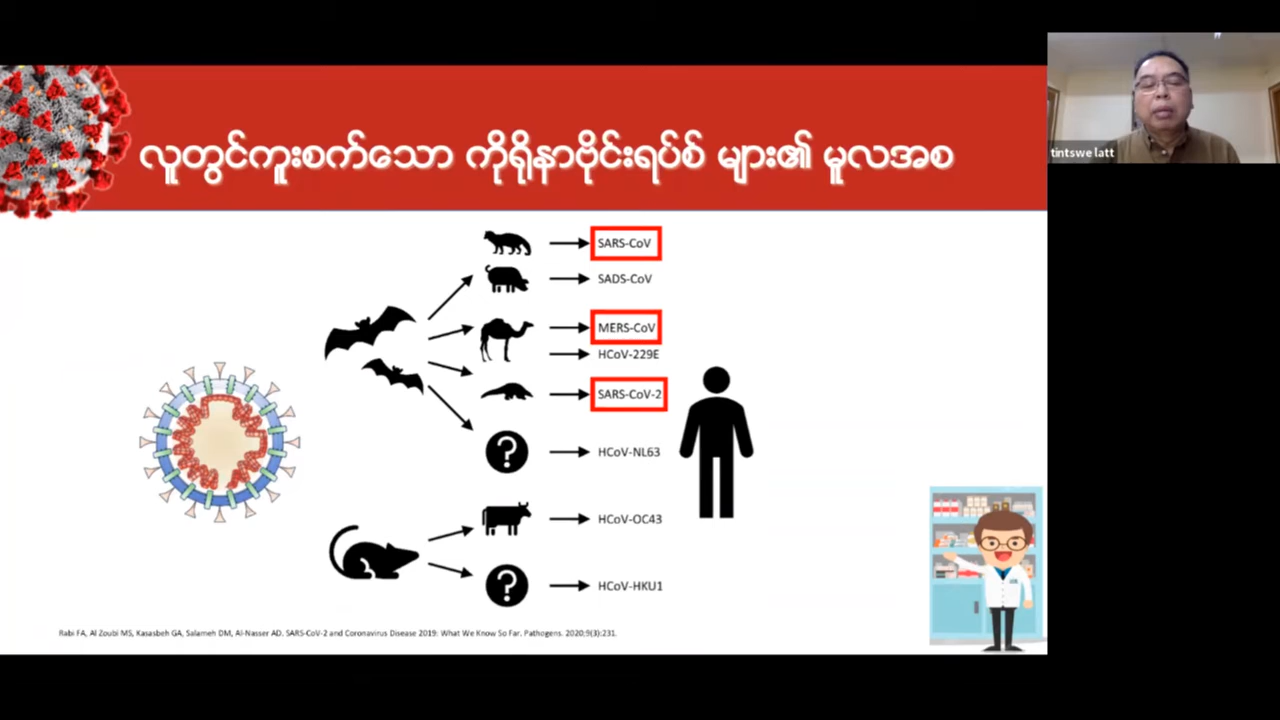 လူတွင်ကူးစက်သော ကိုရိုနာဗိုင်းရပ်စ် များ၏ မူလအစ
tintswe latt
SARS-CoV
SADS-CoV
MERS-CoV
HCoV-229E
SARS-CoV-2
?
HCoV-NL63
HCoV-OC43
?
HCoV-HKU1
Rabi FA, Al Zoubi MS, Kasasbeh GA, Salameh DM, Al-Nasser AD. SARS-CoV-2 and Coronavirus Disease 2019: What We Know So Far. Pathogens. 2020;9(3):231.